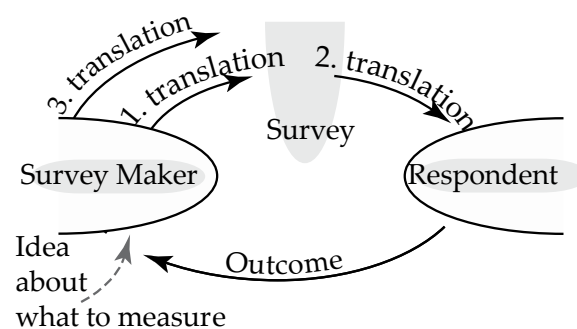 3. translation
1. translation
2. translation
Survey
Survey Maker
Respondent
Idea
about
what to measure
Outcome